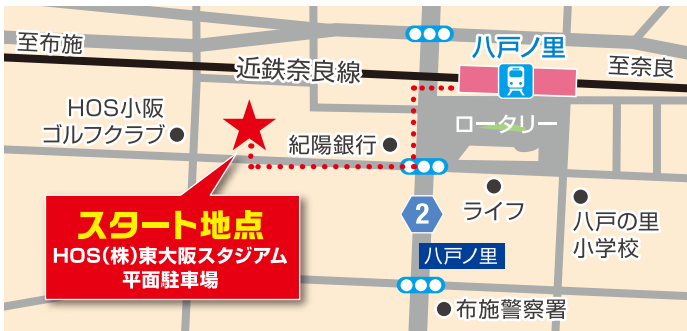 至布施
八戸ノ里
近鉄奈良線
至奈良
HOS小阪
ゴルフクラブ
紀陽銀行
ロータリー
スタート地点
HOS(株)東大阪スタジアム
平面駐車場
2
ライフ
八戸の里
小学校
八戸ノ里
布施警察署